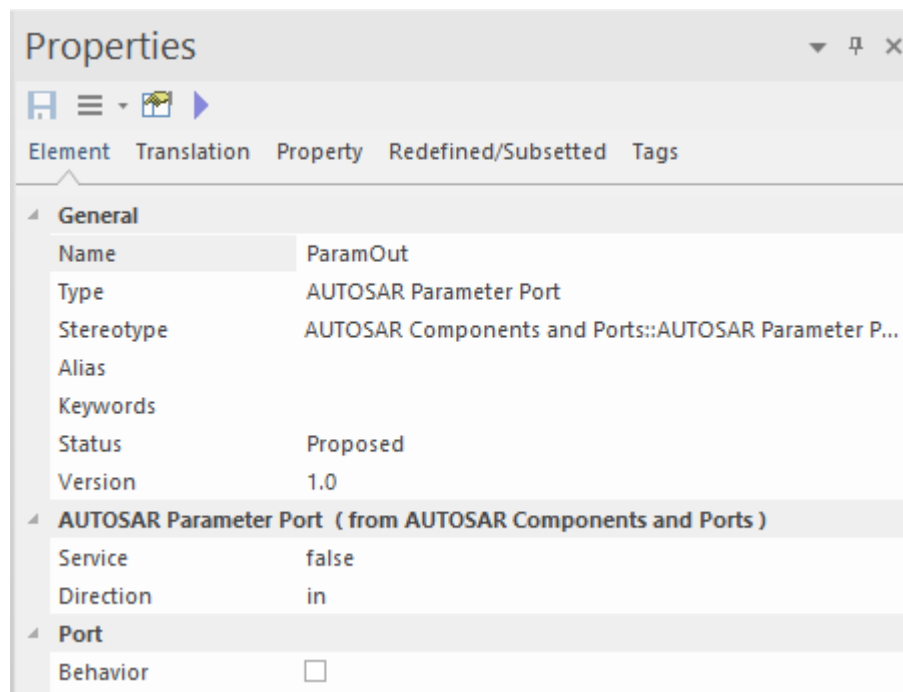 Properties
Element Translation Property Redefined/Subsetted Tags
General
Name ParamOut
Type AUTOSAR Parameter Port
Stereotype AUTOSAR Components and Ports::AUTOSAR Parameter P...
Alias
Keywords
Status Proposed
Version 1.0
AUTOSAR Parameter Port ( from AUTOSAR Components and Ports )
Service false
Direction in
Port
Behavior